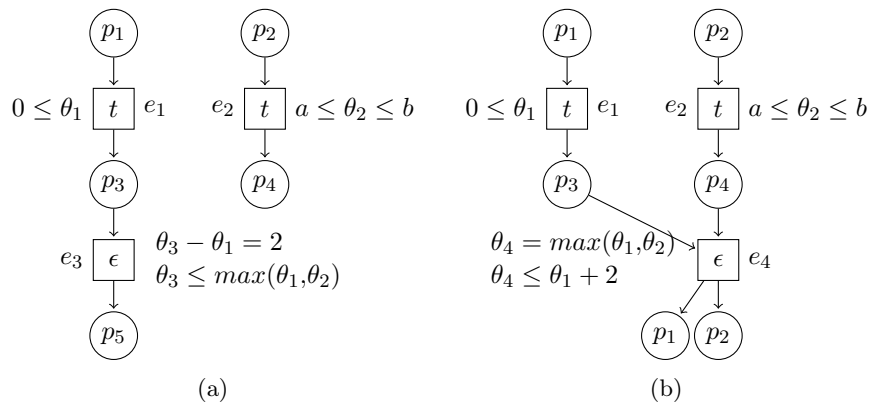 p₁ p₂ p₁ p₂
0 ≤ θ₁ t e₁ e₂ t a ≤ θ₂ ≤ b 0 ≤ θ₁ t e₁ e₂ t a ≤ θ₂ ≤ b
p₃ p₄ p₃ p₄
θ₃ − θ₁ = 2 θ₄ = max(θ₁,θ₂)
e₃ ϵ ϵ e₄
θ₃ ≤ max(θ₁,θ₂) θ₄ ≤ θ₁ + 2
p₅ p₁ p₂
(a) (b)